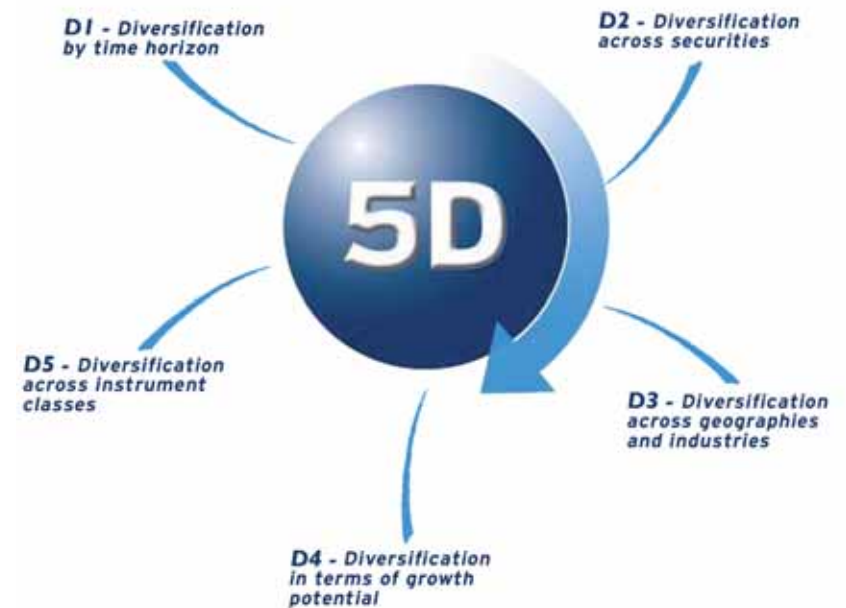 D1 - Diversification
by time horizon
D2 - Diversification
across securities
5D
D5 - Diversification
across instrument
classes
D3 - Diversification
across geographies
and industries
D4 - Diversification
in terms of growth
potential